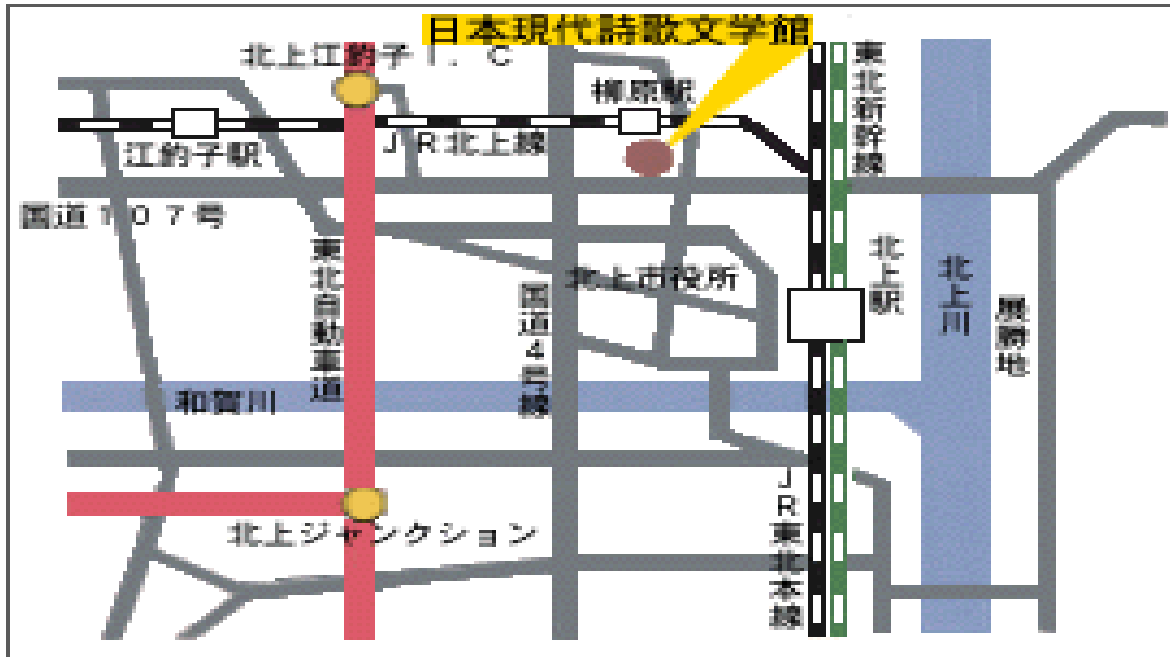 日本現代詩歌文学館
北上江釣子Ｉ．Ｃ
柳原駅
東北新幹線
江釣子駅
ＪＲ北上線
国道１０７号
東北自動車道
北上市役所
国道４号線
北上駅
北上川
展勝地
和賀川
北上ジャンクション
ＪＲ東北本線